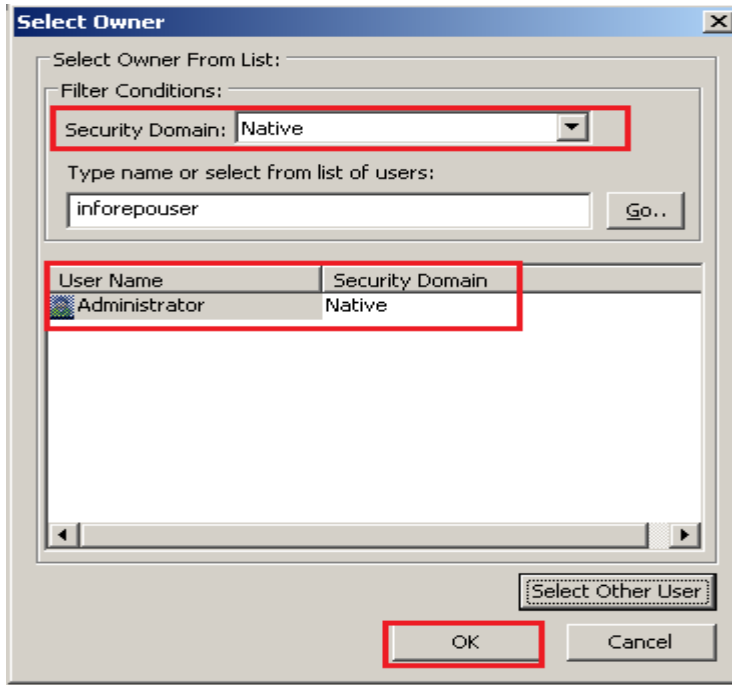 Select Owner
Select Owner From List:
Filter Conditions:
Security Domain: Native
Type name or select from list of users:
inforepouser Go..
User Name Security Domain
Administrator Native
Select Other User
OK Cancel